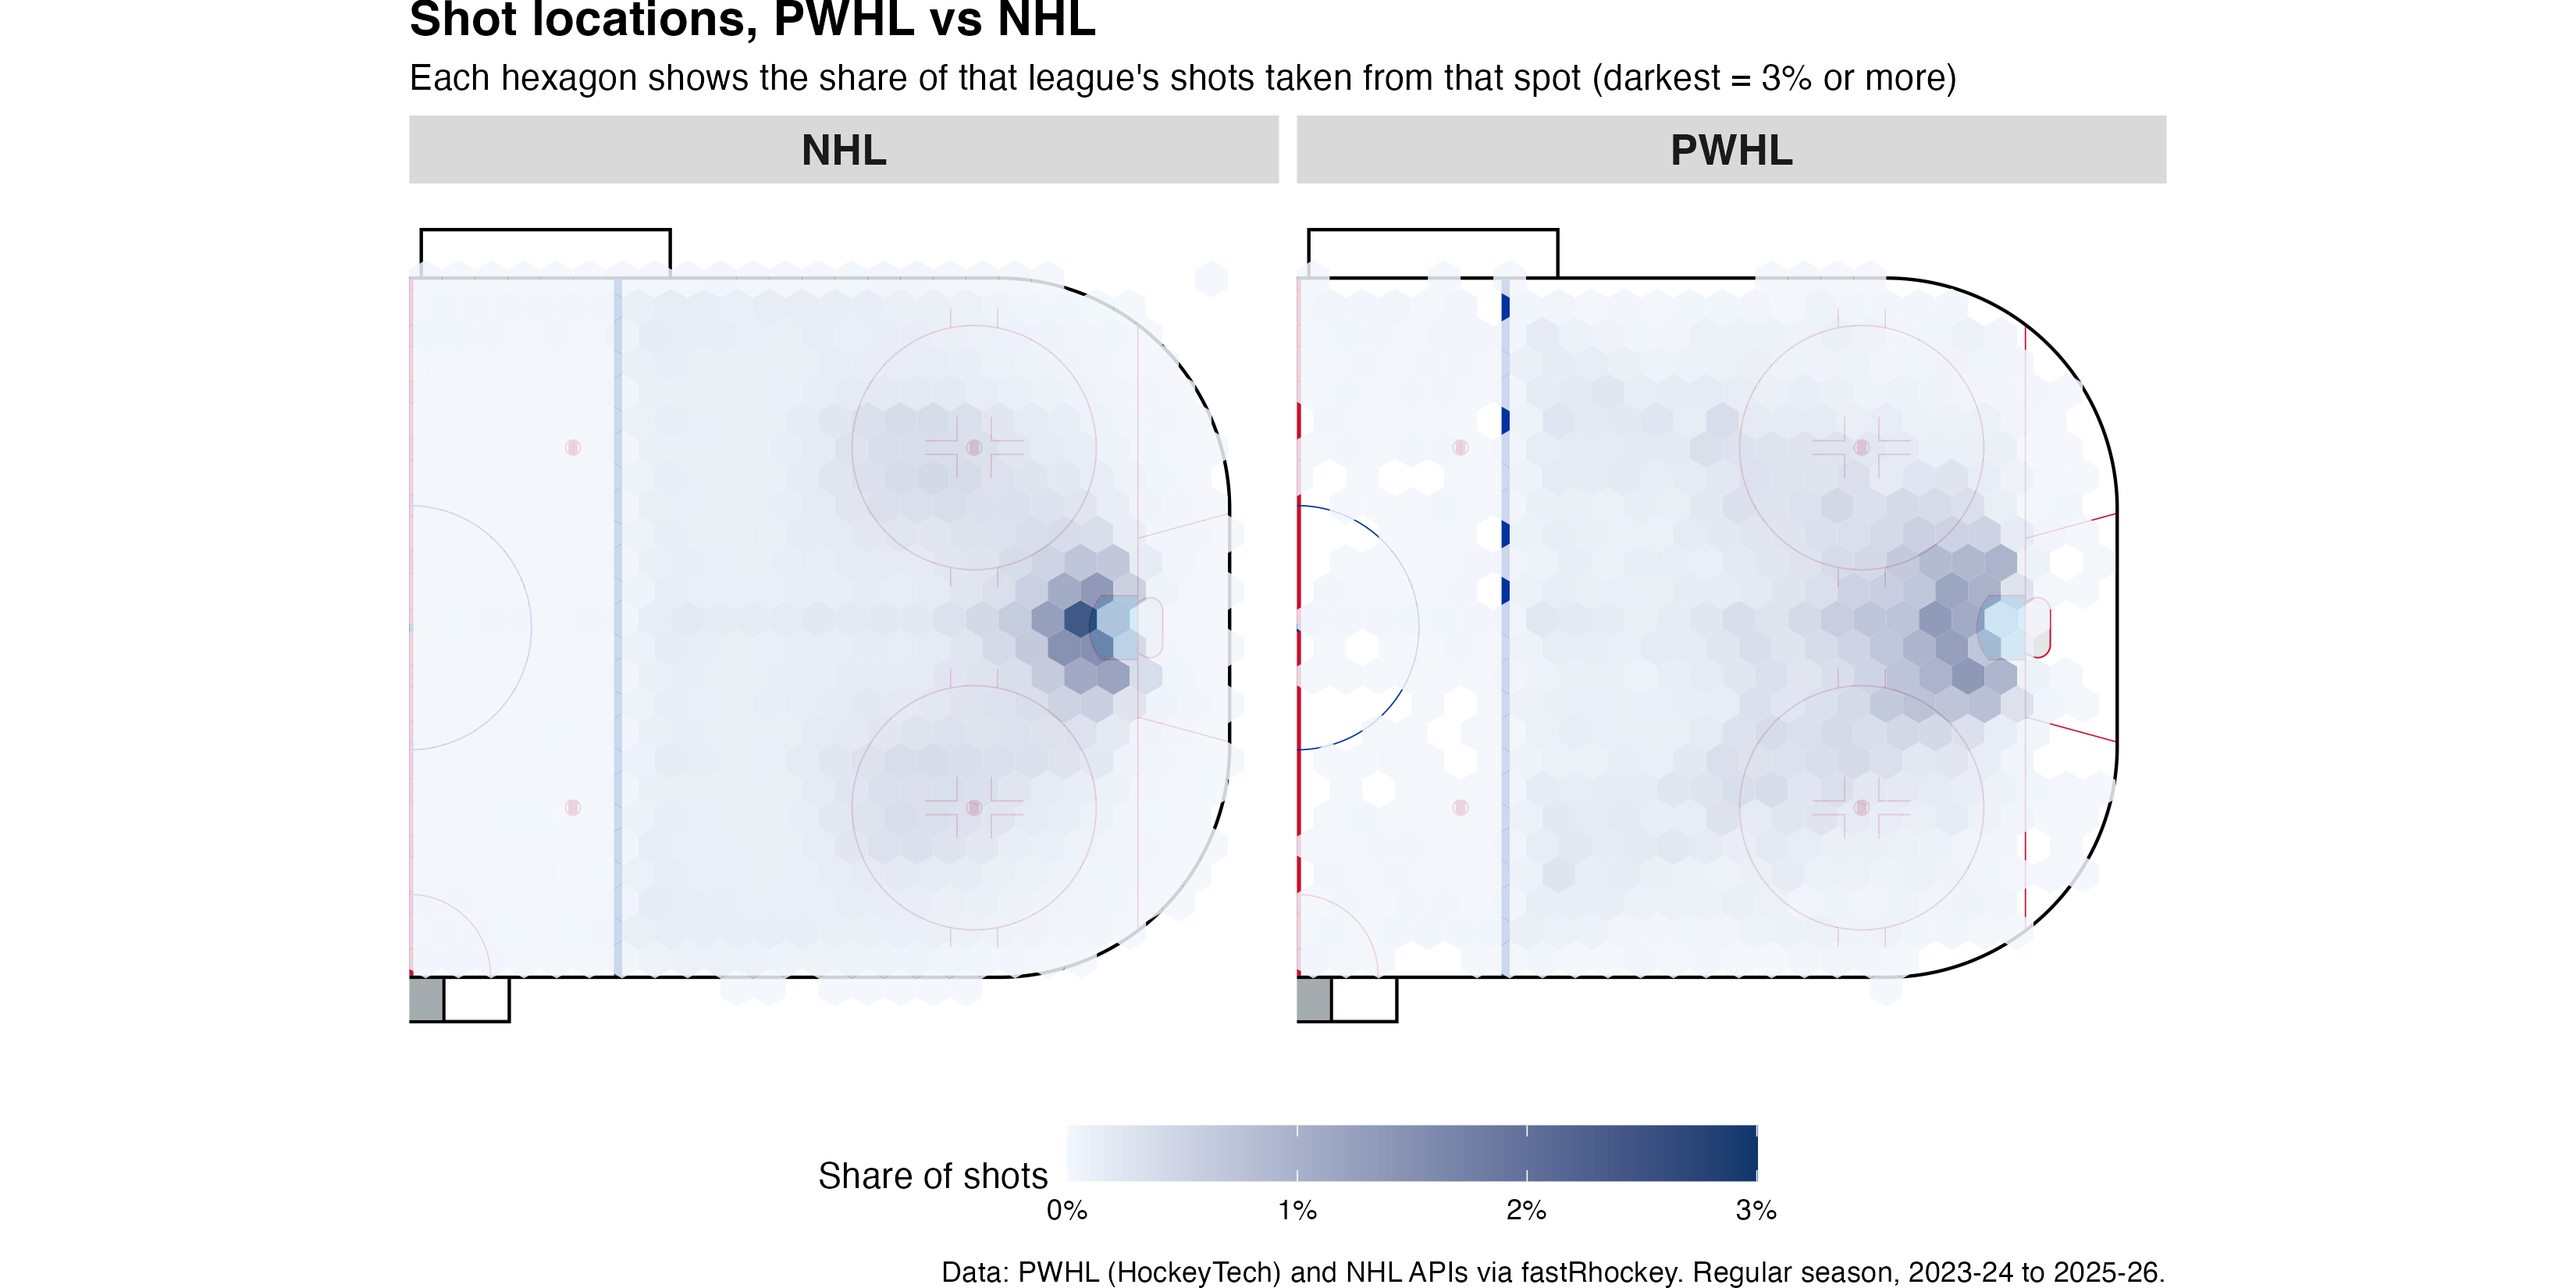 Shot locations, PWHL vs NHL
Each hexagon shows the share of that league's shots taken from that spot (darkest = 3% or more)
NHL
PWHL
Share of shots
0%
1%
2%
3%
Data: PWHL (HockeyTech) and NHL APIs via fastRhockey. Regular season, 2023-24 to 2025-26.